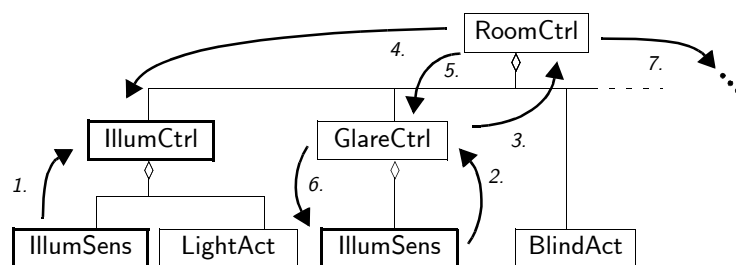 RoomCtrl
4.
5.
7.
3.
IllumCtrl
GlareCtrl
1.
6.
2.
IllumSens
LightAct
IllumSens
BlindAct